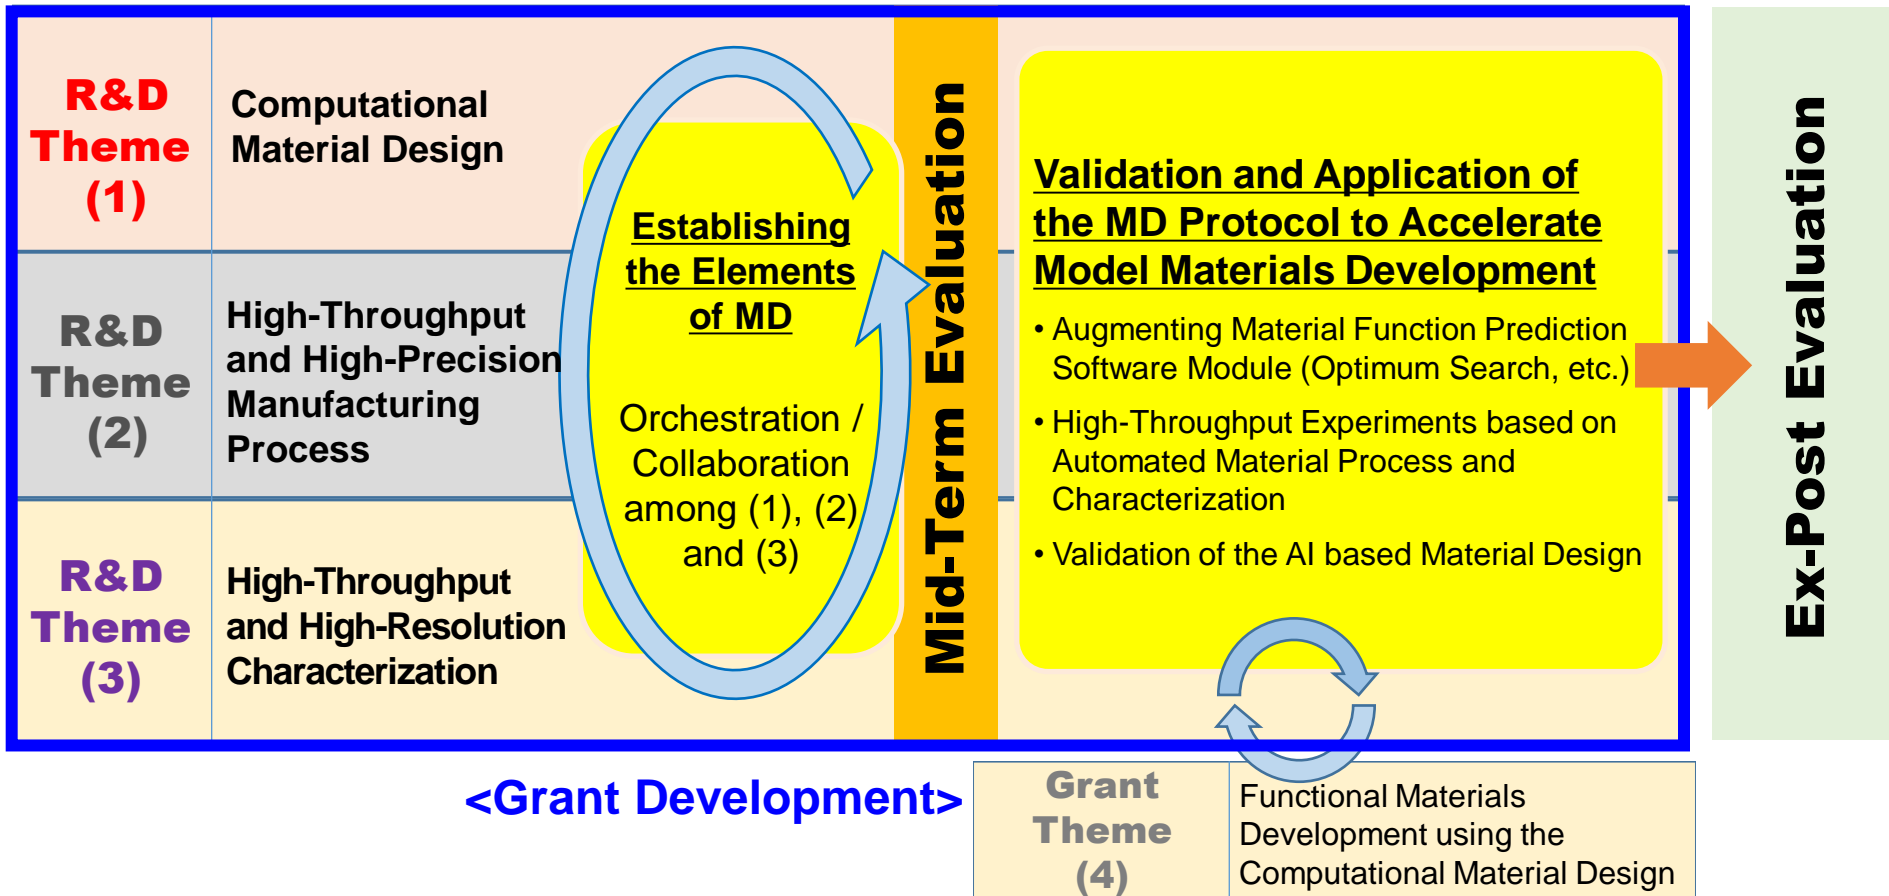 R&D
Theme
(1)
Computational
Material Design
R&D
Theme
(2)
High-Throughput
and High-Precision
Manufacturing
Process
R&D
Theme
(3)
High-Throughput
and High-Resolution
Characterization
Establishing
the Elements
of MD
Orchestration /
Collaboration
among (1), (2)
and (3)
Mid-Term Evaluation
Validation and Application of
the MD Protocol to Accelerate
Model Materials Development
• Augmenting Material Function Prediction
Software Module (Optimum Search, etc.)
• High-Throughput Experiments based on
Automated Material Process and
Characterization
• Validation of the AI based Material Design
Ex-Post Evaluation
<Grant Development>
Grant
Theme
(4)
Functional Materials
Development using the
Computational Material Design